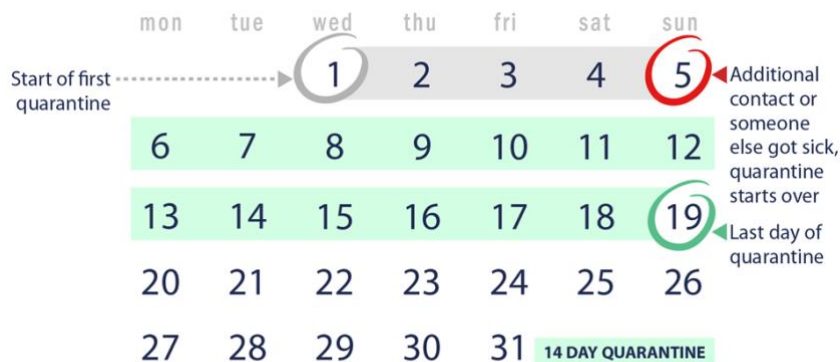 mon tue wed thu fri sat sun
Start of first
quarantine
1 2 3 4 5
Additional
contact or
someone
else got sick,
quarantine
starts over
6 7 8 9 10 11 12
13 14 15 16 17 18 19
Last day of
quarantine
20 21 22 23 24 25 26
27 28 29 30 31
14 DAY QUARANTINE